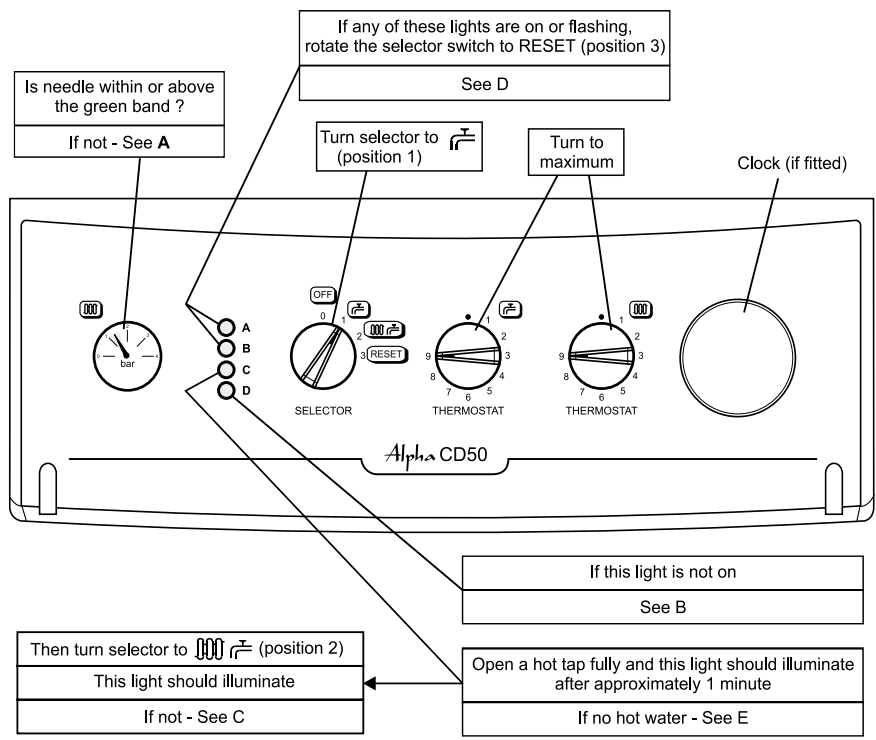 If any of these lights are on or flashing,
rotate the selector switch to RESET (position 3)
See D
Is needle within or above
the green band ?
If not - See A
Turn selector to
(position 1)
Turn to
maximum
Clock (if fitted)
0 1 2 3 4
bar
A
B
C
D
OFF
0
1
2
3 RESET
SELECTOR
1
2
3
4
5
6
7
8
9
THERMOSTAT
1
2
3
4
5
6
7
8
9
THERMOSTAT
Alpha CD50
If this light is not on
See B
Then turn selector to (position 2)
This light should illuminate
If not - See C
Open a hot tap fully and this light should illuminate
after approximately 1 minute
If no hot water - See E